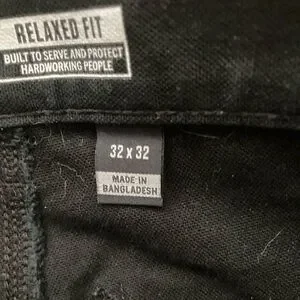 RELAXED FIT
BUILT TO SERVE AND PROTECT
HARDWORKING PEOPLE
32 x 32
MADE IN
BANGLADESH